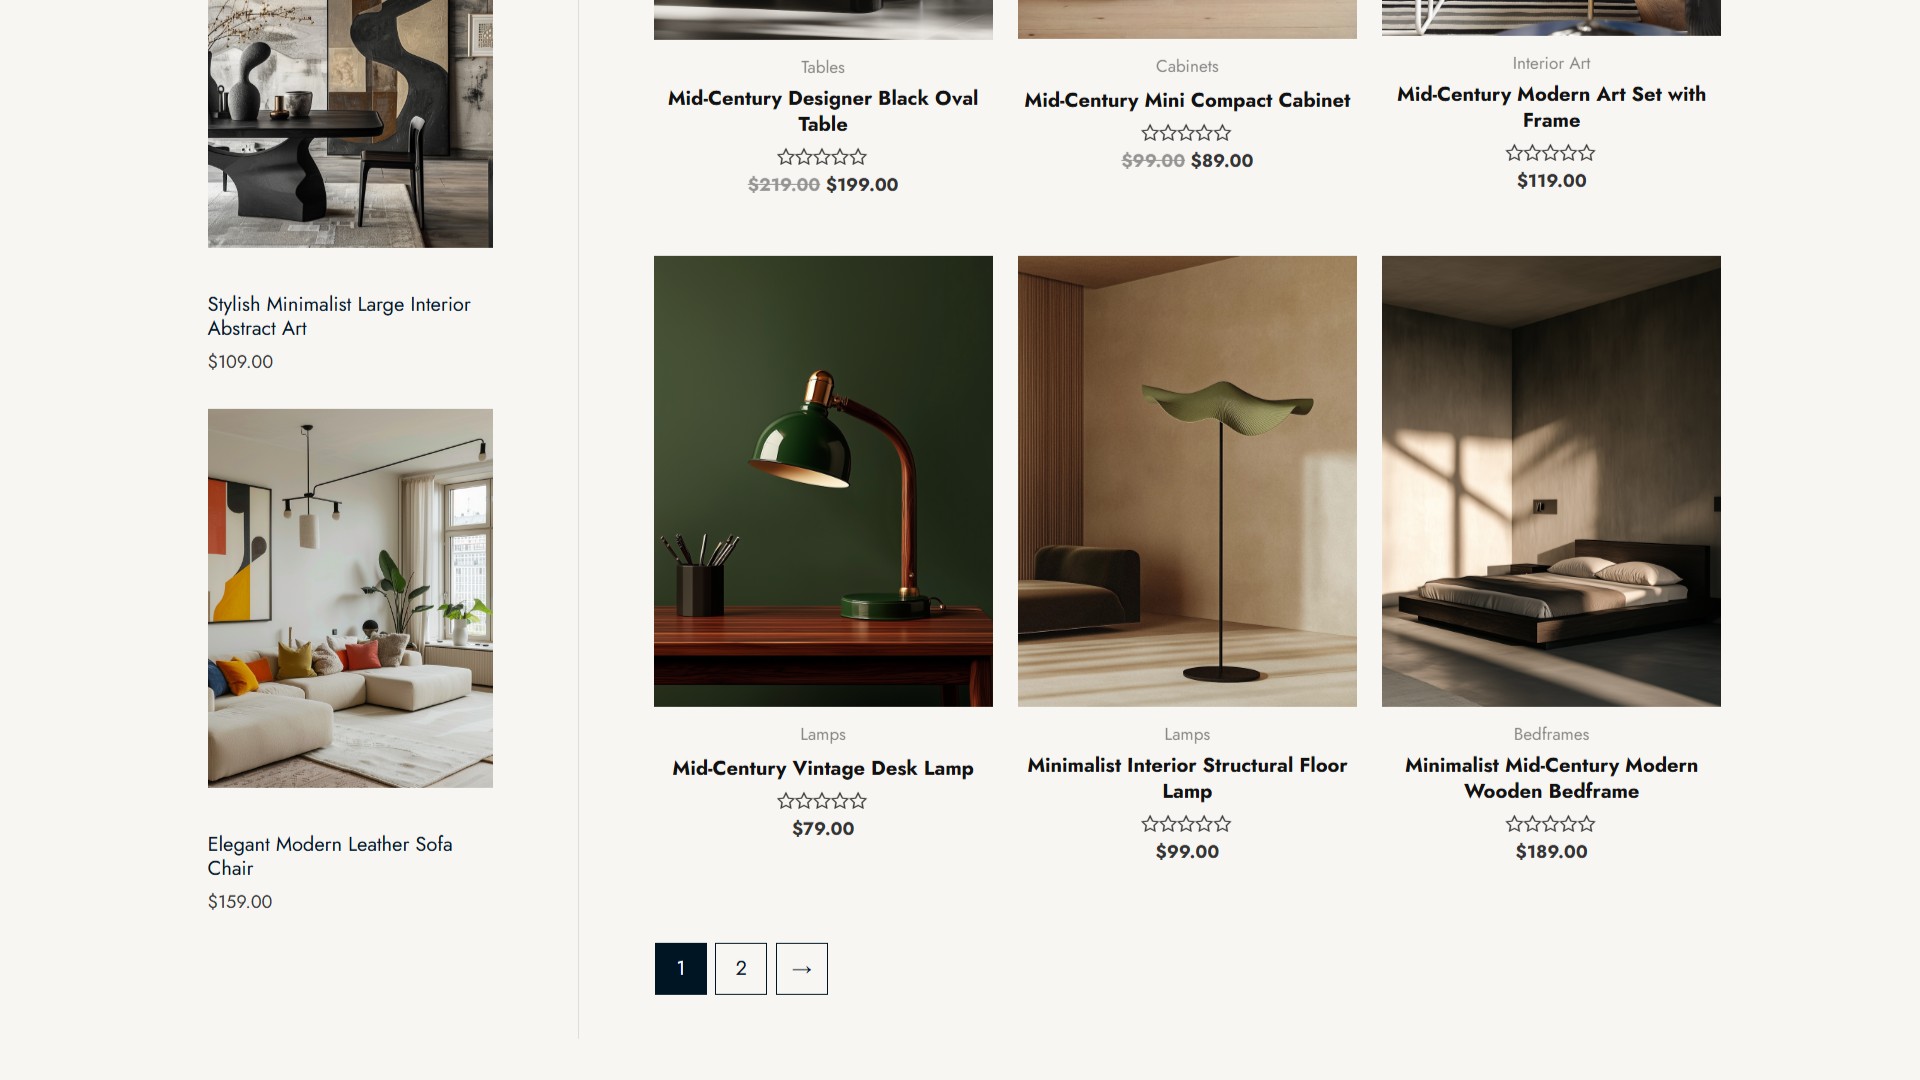 Stylish Minimalist Large Interior
Abstract Art
$109.00
Elegant Modern Leather Sofa
Chair
$159.00
Tables
Mid-Century Designer Black Oval
Table
$219.00 $199.00
Cabinets
Mid-Century Mini Compact Cabinet
$99.00 $89.00
Interior Art
Mid-Century Modern Art Set with
Frame
$119.00
Lamps
Mid-Century Vintage Desk Lamp
$79.00
Lamps
Minimalist Interior Structural Floor
Lamp
$99.00
Bedframes
Minimalist Mid-Century Modern
Wooden Bedframe
$189.00
1 2 →